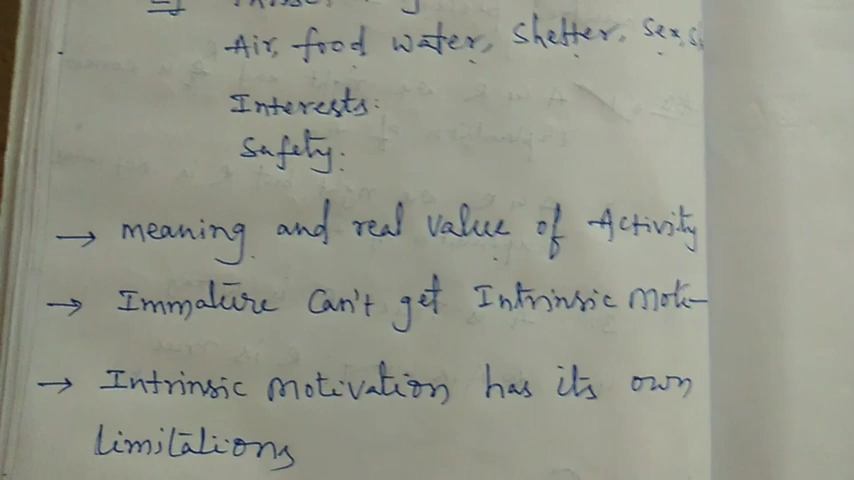 Air, food water, Shelter, Sex,
Interests:
Safety:
→ meaning and real value of Activity
→ Immature Can't get Intrinsic Moti-
→ Intrinsic motivation has its own
limitations